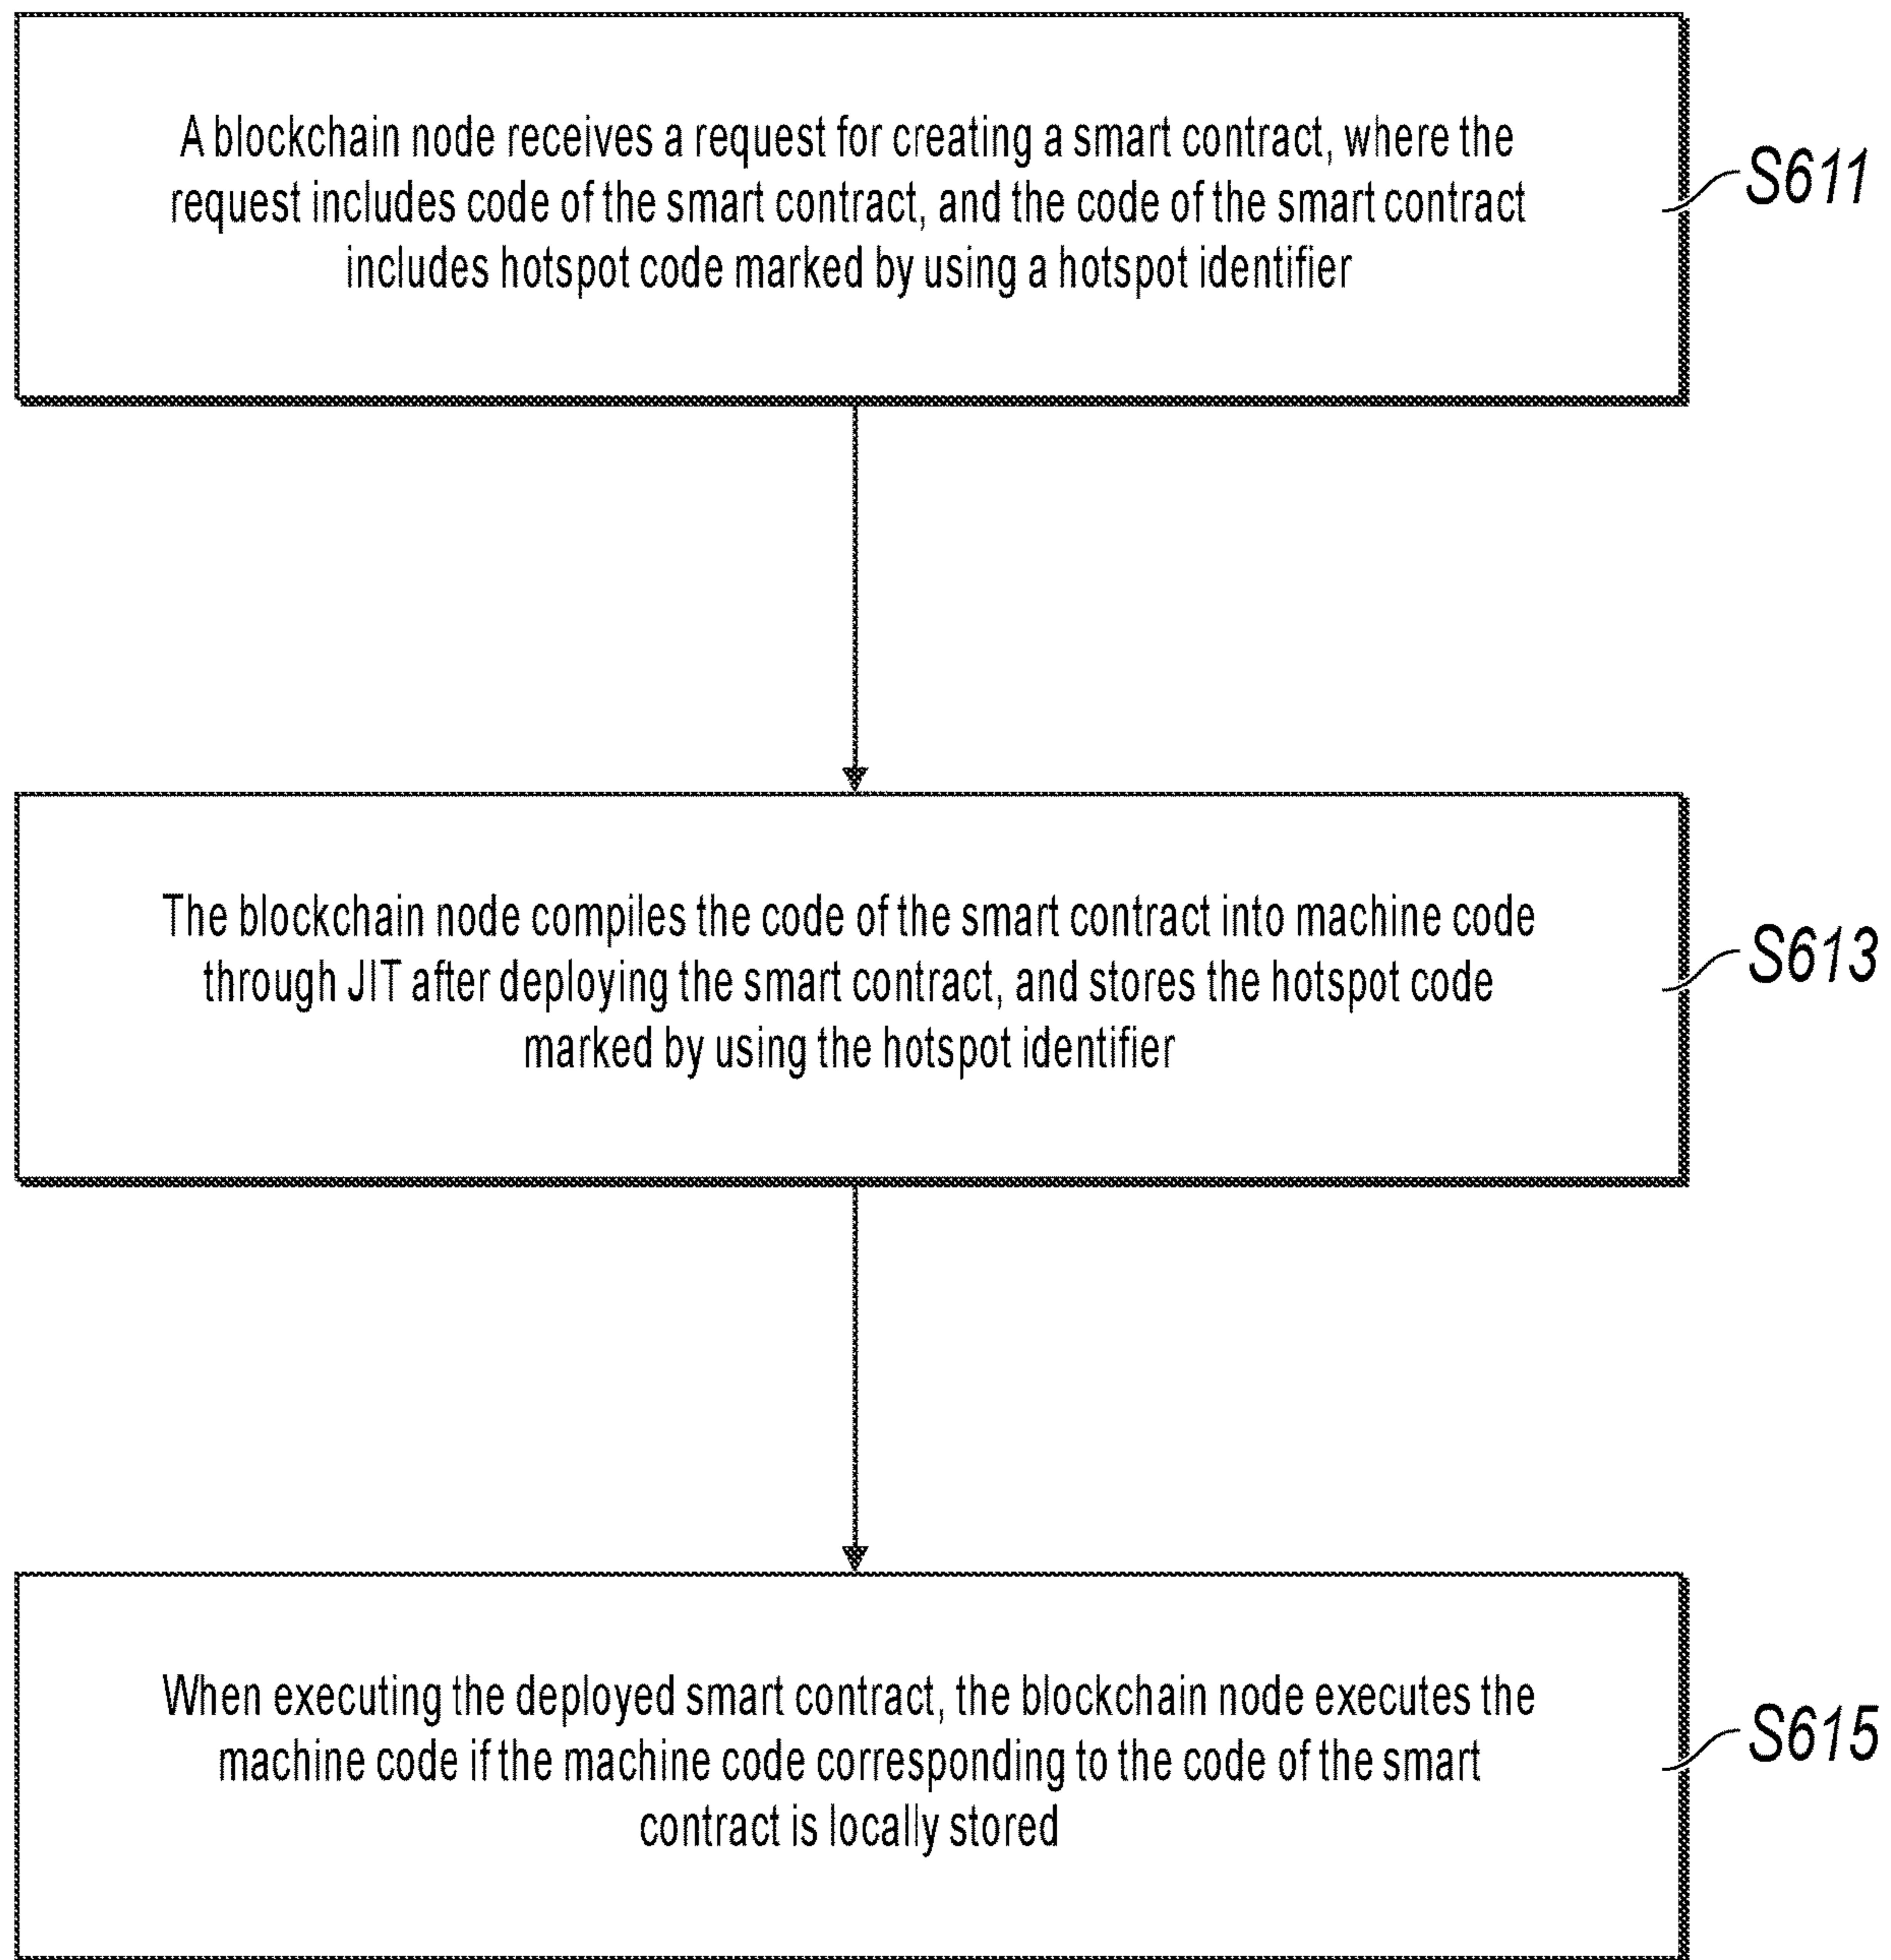 A blockchain node receives a request for creating a smart contract, where the
request includes code of the smart contract, and the code of the smart contract
includes hotspot code marked by using a hotspot identifier
S611
The blockchain node compiles the code of the smart contract into machine code
through JIT after deploying the smart contract, and stores the hotspot code
marked by using the hotspot identifier
S613
When executing the deployed smart contract, the blockchain node executes the
machine code if the machine code corresponding to the code of the smart
contract is locally stored
S615